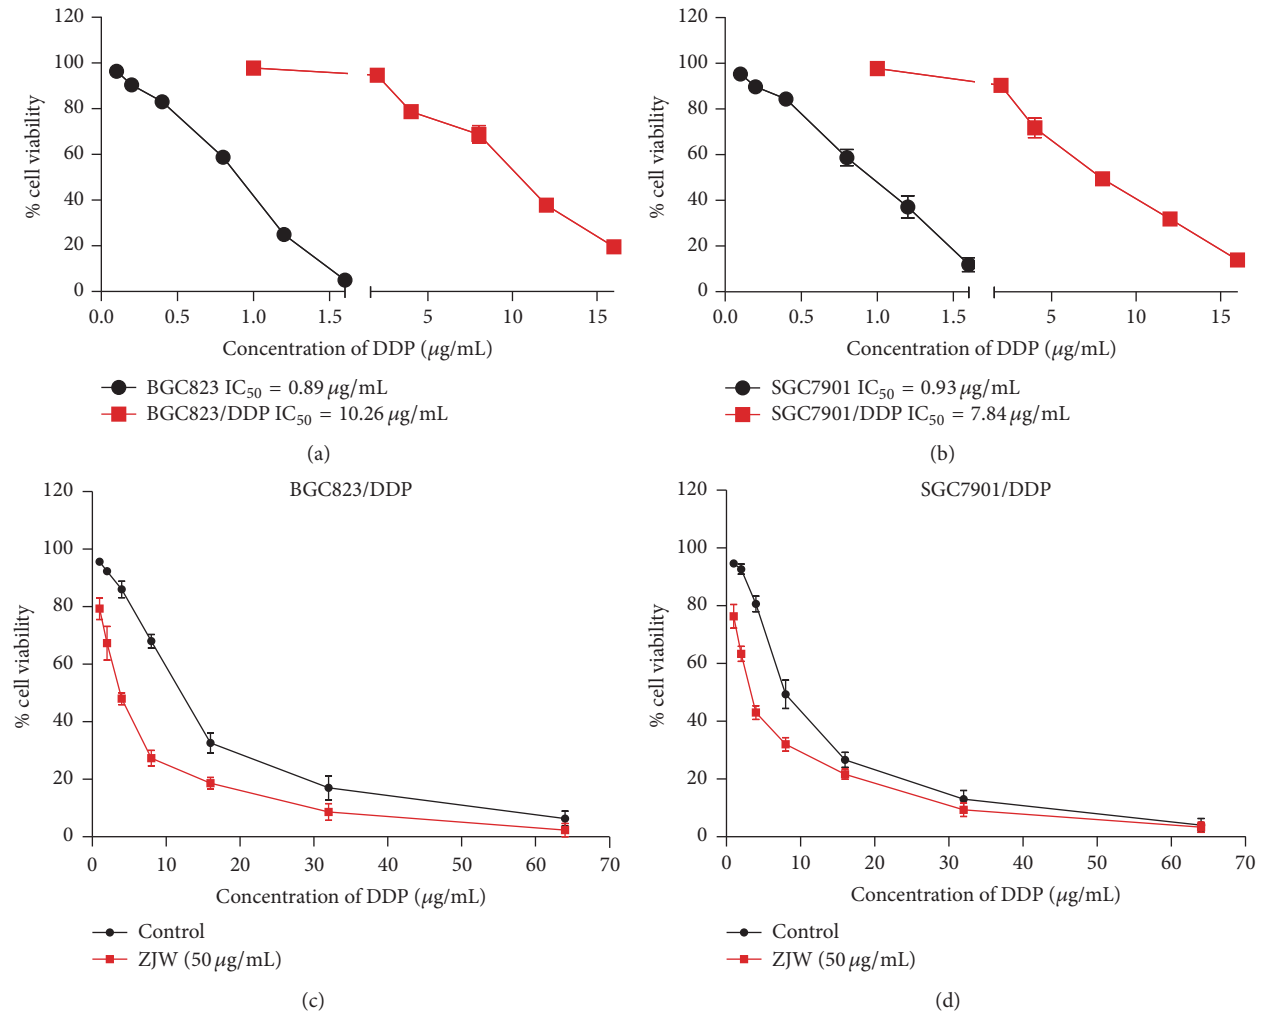 120
100
80
60
40
20
0
% cell viability
0.0 0.5 1.0 1.5 5 10 15
Concentration of DDP (μg/mL)
BGC823 IC50 = 0.89 μg/mL
BGC823/DDP IC50 = 10.26 μg/mL
(a)
120
100
80
60
40
20
0
% cell viability
0.0 0.5 1.0 1.5 5 10 15
Concentration of DDP (μg/mL)
SGC7901 IC50 = 0.93 μg/mL
SGC7901/DDP IC50 = 7.84 μg/mL
(b)
BGC823/DDP
120
100
80
60
40
20
0
% cell viability
0 10 20 30 40 50 60 70
Concentration of DDP (μg/mL)
Control
ZJW (50 μg/mL)
(c)
SGC7901/DDP
120
100
80
60
40
20
0
% cell viability
0 10 20 30 40 50 60 70
Concentration of DDP (μg/mL)
Control
ZJW (50 μg/mL)
(d)